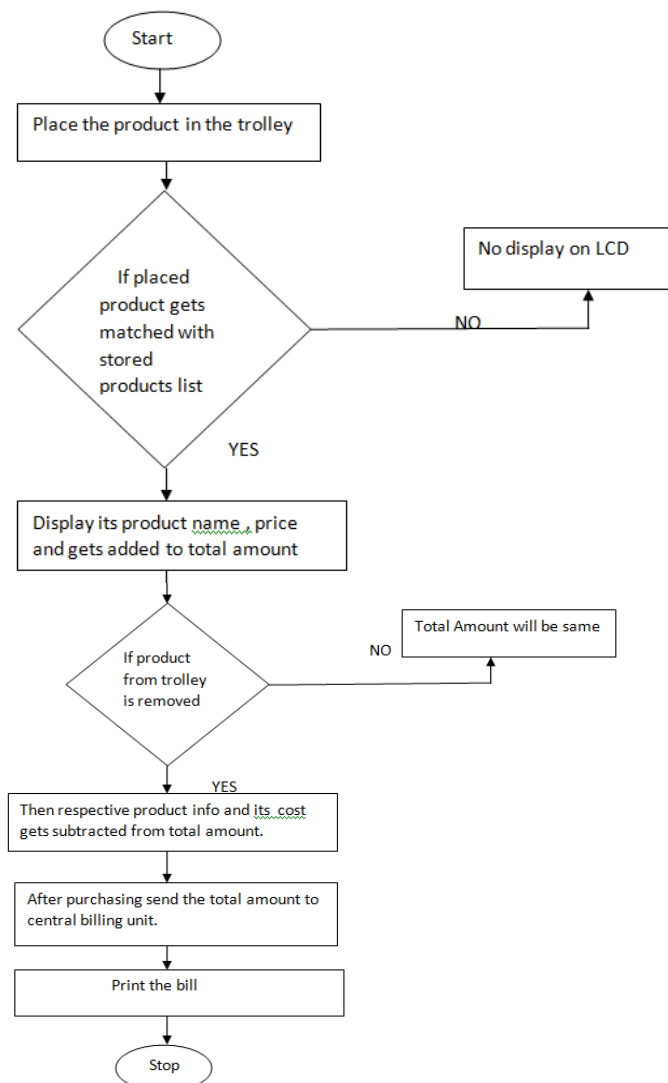 Start
Place the product in the trolley
If placed
product gets
matched with
stored
products list
NO
No display on LCD
YES
Display its product name , price
and gets added to total amount
If product
from trolley
is removed
NO
Total Amount will be same
YES
Then respective product info and its cost
gets subtracted from total amount.
After purchasing send the total amount to
central billing unit.
Print the bill
Stop